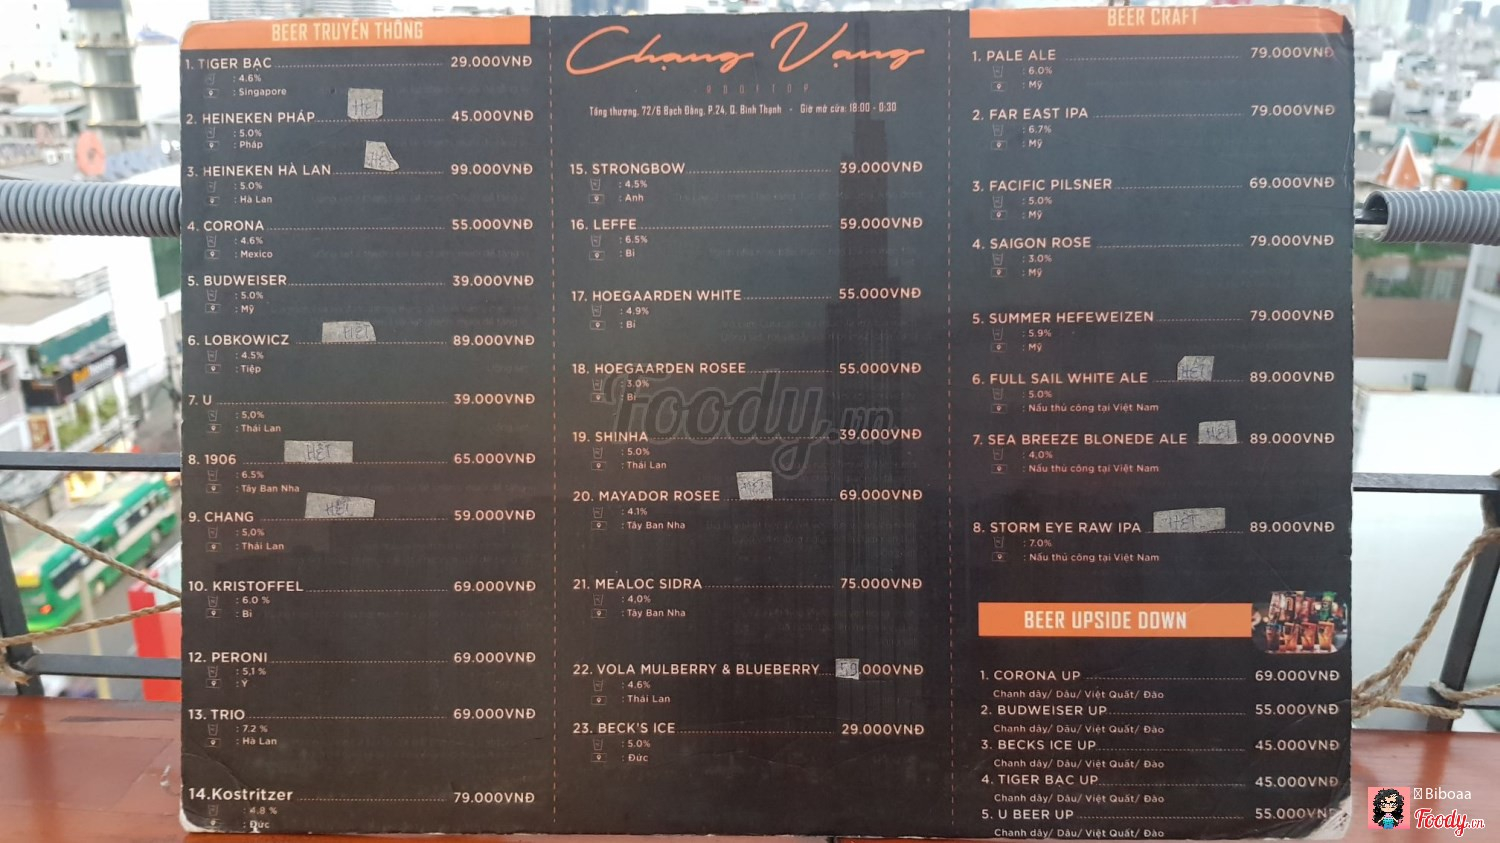 BEER TRUYỀN THỐNG
1. TIGER BẠC 29.000VNĐ
: 4.6%
: Singapore
2. HEINEKEN PHÁP HẾT 45.000VNĐ
: 5.0%
: Pháp
3. HEINEKEN HÀ LAN HẾT 99.000VNĐ
: 5.0%
: Hà Lan
4. CORONA 55.000VNĐ
: 4.6%
: Mexico
5. BUDWEISER 39.000VNĐ
: 5.0%
: Mỹ
6. LOBKOWICZ HẾT 89.000VNĐ
: 4.5%
: Tiệp
7. U 39.000VNĐ
: 5,0%
: Thái Lan
8. 1906 HẾT 65.000VNĐ
: 6.5%
: Tây Ban Nha
9. CHANG HẾT 59.000VNĐ
: 5,0%
: Thái Lan
10. KRISTOFFEL 69.000VNĐ
: 6.0 %
: Bỉ
12. PERONI 69.000VNĐ
: 5,1 %
: Ý
13. TRIO 69.000VNĐ
: 7.2 %
: Hà Lan
14.Kostritzer 79.000VNĐ
: 4.8 %
: Đức
Chạng Vạng
ROOFTOP
Tầng thượng, 72/6 Bạch Đằng, P.24, Q. Bình Thạnh - Giờ mở cửa: 18:00 - 0:30
15. STRONGBOW 39.000VNĐ
: 4.5%
: Anh
16. LEFFE 59.000VNĐ
: 6.5%
: Bỉ
17. HOEGAARDEN WHITE 55.000VNĐ
: 4.9%
: Bỉ
18. HOEGAARDEN ROSEE 55.000VNĐ
: 3.0%
: Bỉ
19. SHINHA 39.000VNĐ
: 5.0%
: Thái Lan
20. MAYADOR ROSEE HẾT 69.000VNĐ
: 4.1%
: Tây Ban Nha
21. MEALOC SIDRA 75.000VNĐ
: 4,0%
: Tây Ban Nha
22. VOLA MULBERRY & BLUEBERRY 59.000VNĐ
: 4.6%
: Thái Lan
23. BECK'S ICE 29.000VNĐ
: 5.0%
: Đức
Foody.vn
BEER CRAFT
1. PALE ALE 79.000VNĐ
: 6.0%
: Mỹ
2. FAR EAST IPA 79.000VNĐ
: 6.7%
: Mỹ
3. FACIFIC PILSNER 69.000VNĐ
: 5.0%
: Mỹ
4. SAIGON ROSE 79.000VNĐ
: 3.0%
: Mỹ
5. SUMMER HEFEWEIZEN 79.000VNĐ
: 5.9%
: Mỹ
6. FULL SAIL WHITE ALE HẾT 89.000VNĐ
: 5.0%
: Nấu thủ công tại Việt Nam
7. SEA BREEZE BLONEDE ALE HẾT 89.000VNĐ
: 4,0%
: Nấu thủ công tại Việt Nam
8. STORM EYE RAW IPA HẾT 89.000VNĐ
: 7.0%
: Nấu thủ công tại Việt Nam
BEER UPSIDE DOWN
1. CORONA UP 69.000VNĐ
Chanh dây/ Dâu/ Việt Quất/ Đào
2. BUDWEISER UP 55.000VNĐ
Chanh dây/ Dâu/ Việt Quất/ Đào
3. BECKS ICE UP 45.000VNĐ
Chanh dây/ Dâu/ Việt Quất/ Đào
4. TIGER BẠC UP 45.000VNĐ
Chanh dây/ Dâu/ Việt Quất/ Đào
5. U BEER UP 55.000VNĐ
Chanh dây/ Dâu/ Việt Quất/ Đào
Biboaa
Foody.vn